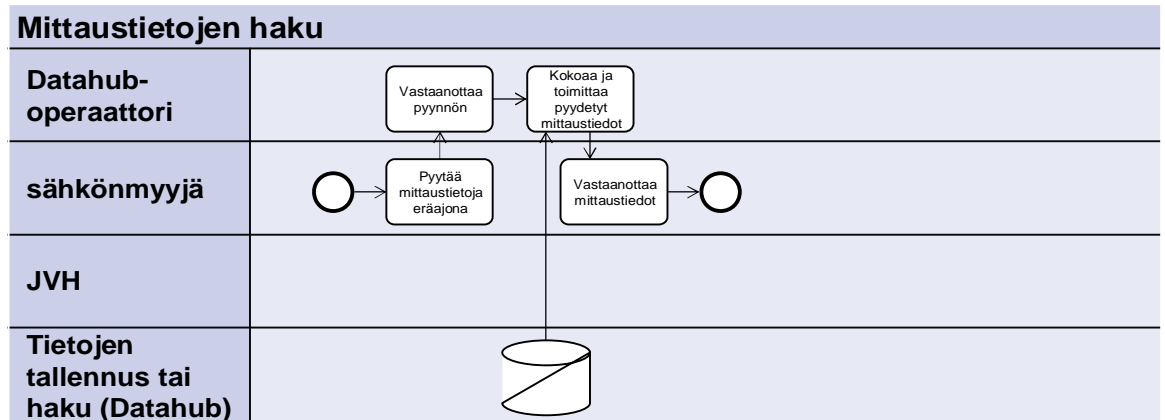 Mittaustietojen haku
Datahub-
operaattori
Vastaanottaa
pyynnön
Kokoaa ja
toimittaa
pyydetyt
mittaustiedot
sähkönmyyjä
Pyytää
mittaustietoja
eräajona
Vastaanottaa
mittaustiedot
JVH
Tietojen
tallennus tai
haku (Datahub)